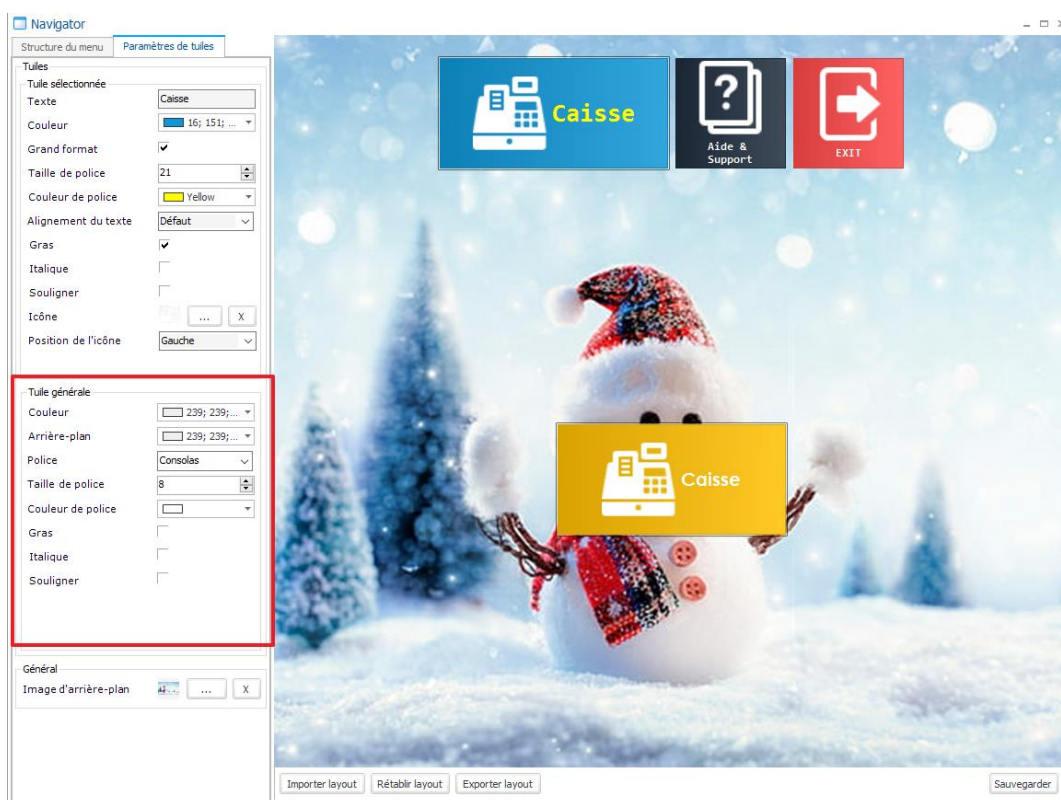 Navigator
Structure du menu Paramètres de tuiles
Tuiles
Tuile sélectionnée
Texte Caisse
Couleur 16; 151; ...
Grand format
Taille de police 21
Couleur de police Yellow
Alignement du texte Défaut
Gras
Italique
Souligner
Icône ... X
Position de l'icône Gauche
Tuile générale
Couleur 239; 239;...
Arrière-plan 239; 239;...
Police Consolas
Taille de police 8
Couleur de police
Gras
Italique
Souligner
Général
Image d'arrière-plan ... X
Caisse
?
Aide &
Support
EXIT
Caisse
Importer layout Rétablir layout Exporter layout Sauvegarder